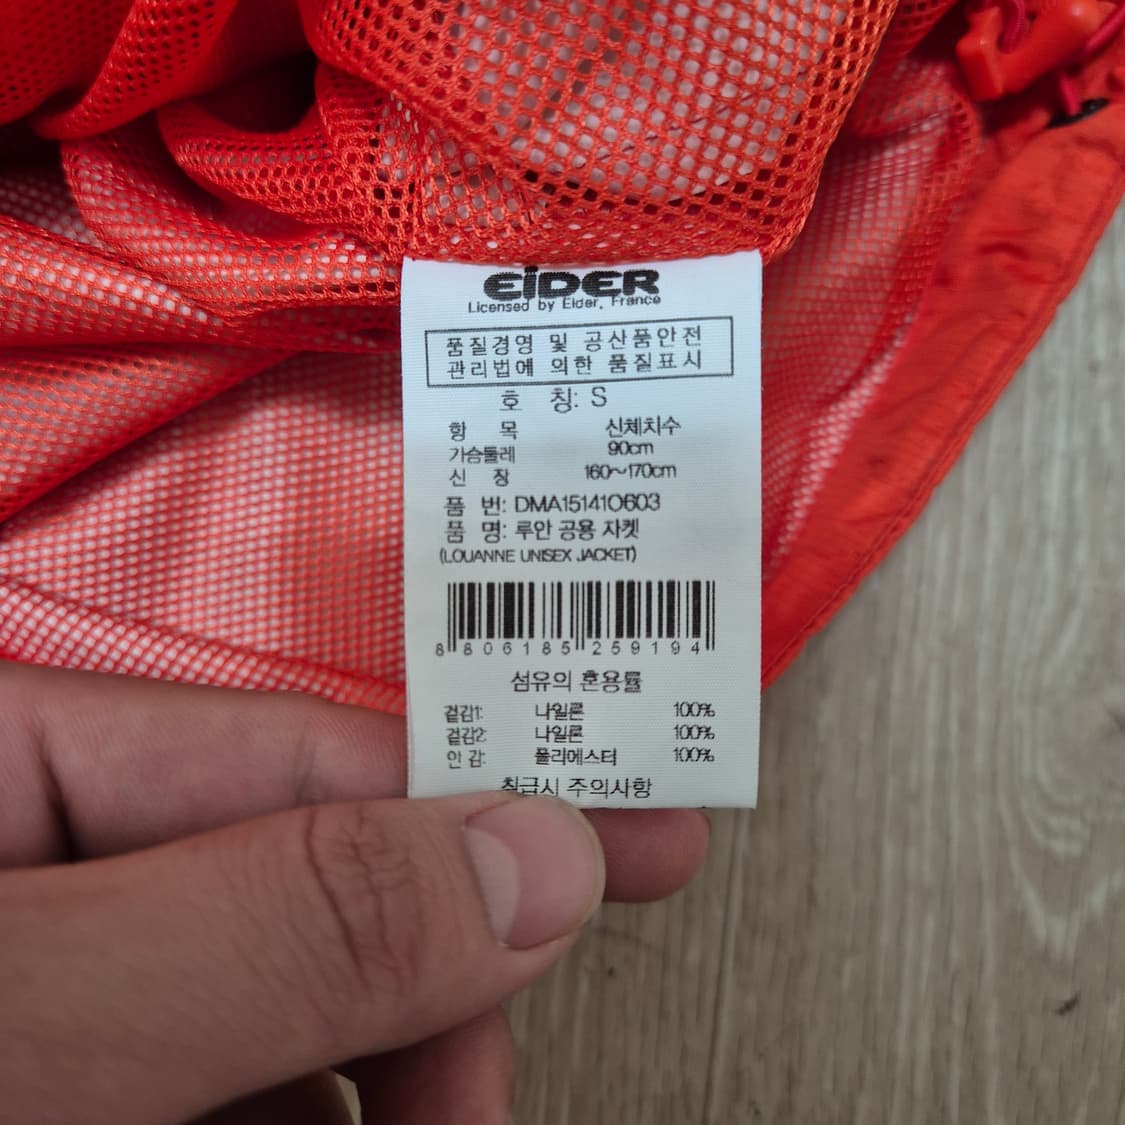 EiDER
Licensed by Eider, France
품질경영 및 공산품안전
관리법에 의한 품질표시
호 칭: S
항 목 신체치수
가슴둘레 90cm
신 장 160~170cm
품 번: DMA15141O603
품 명: 루안 공용 자켓
(LOUANNE UNISEX JACKET)
8 806185 259194
섬유의 혼용률
겉감1: 나일론 100%
겉감2: 나일론 100%
안 감: 폴리에스터 100%
취급시 주의사항